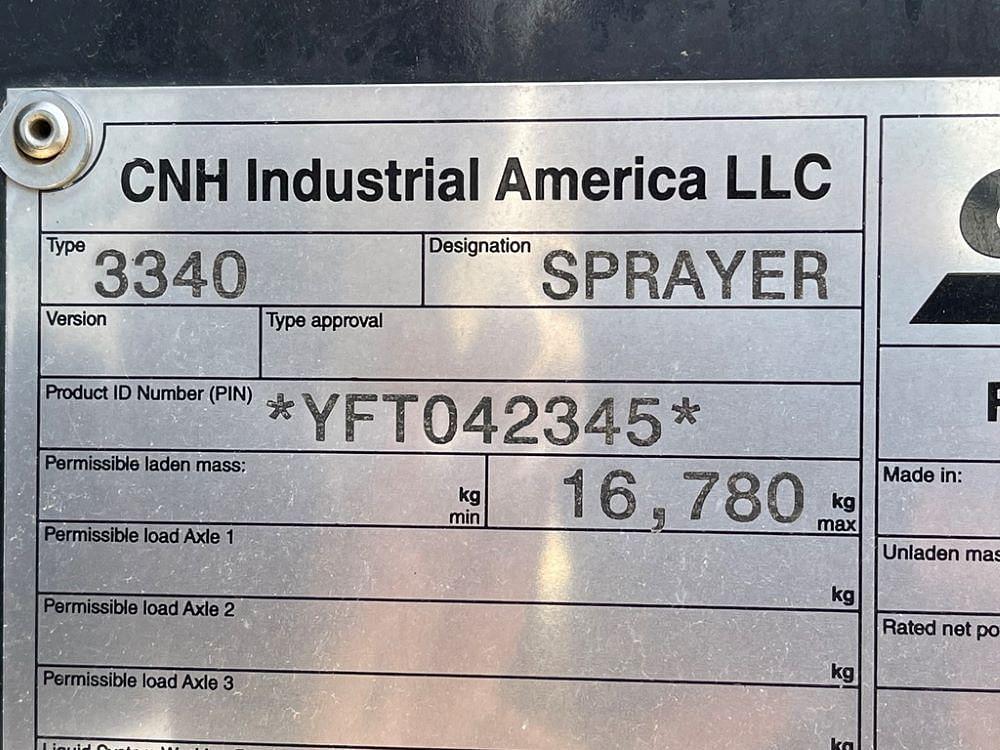 CNH Industrial America LLC
Type 3340
Designation SPRAYER
Version
Type approval
Product ID Number (PIN) *YFT042345*
Permissible laden mass:
kg
min
16,780 kg
max
Permissible load Axle 1
kg
Permissible load Axle 2
kg
Permissible load Axle 3
kg
Made in:
Unladen mas
Rated net po